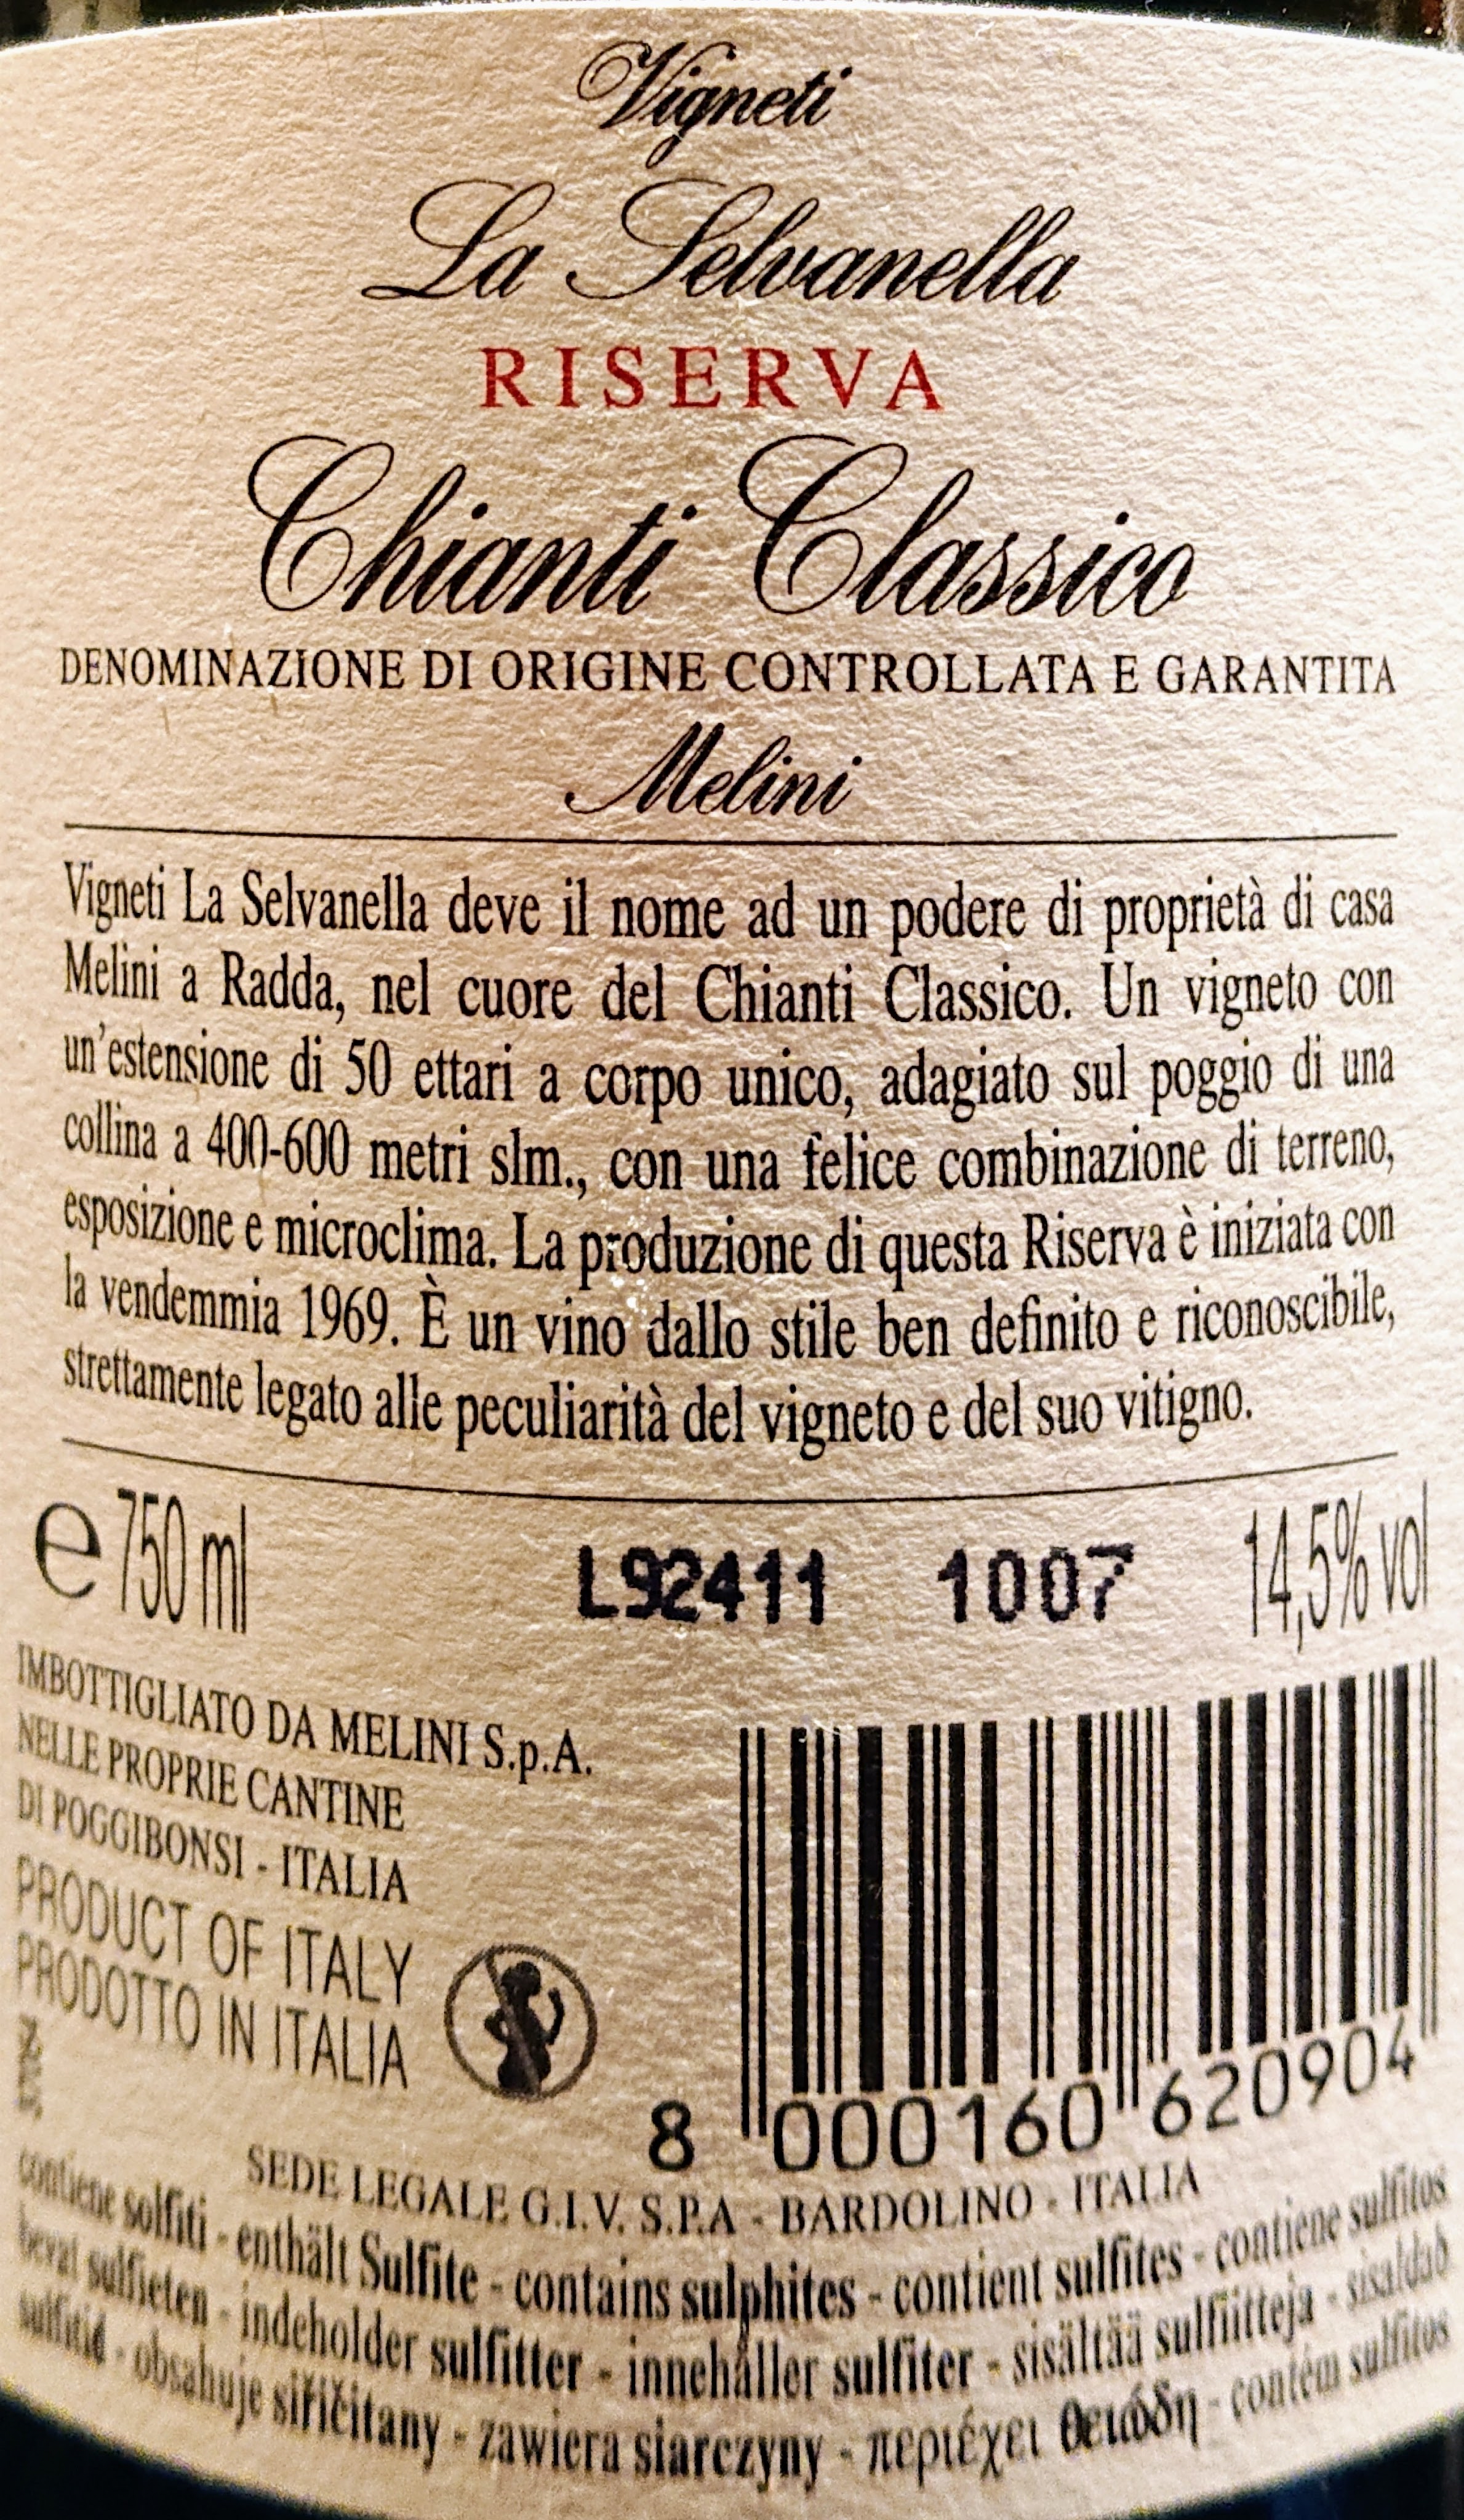 Vigneti
La Selvanella
RISERVA
Chianti Classico
DENOMINAZIONE DI ORIGINE CONTROLLATA E GARANTITA
Melini
Vigneti La Selvanella deve il nome ad un podere di proprietà di casa
Melini a Radda, nel cuore del Chianti Classico. Un vigneto con
un'estensione di 50 ettari a corpo unico, adagiato sul poggio di una
collina a 400-600 metri slm., con una felice combinazione di terreno,
esposizione e microclima. La produzione di questa Riserva è iniziata con
la vendemmia 1969. È un vino dallo stile ben definito e riconoscibile,
strettamente legato alle peculiarità del vigneto e del suo vitigno.
e 750 ml L92411 1007 14,5% vol
IMBOTTIGLIATO DA MELINI S.p.A.
NELLE PROPRIE CANTINE
DI POGGIBONSI - ITALIA
PRODUCT OF ITALY
PRODOTTO IN ITALIA
8 000160 620904
SEDE LEGALE G.I.V. S.P.A - BARDOLINO - ITALIA
contiene solfiti - enthält Sulfite - contains sulphites - contient sulfites - contiene sulfitos
bevat sulfieten - indeholder sulfitter - innehåller sulfiter - sisältää sulfiitteja - sisaldab
sulfitid - obsahuje siřičitany - zawiera siarczyny - περιέχει θειώδη - contém sulfitos